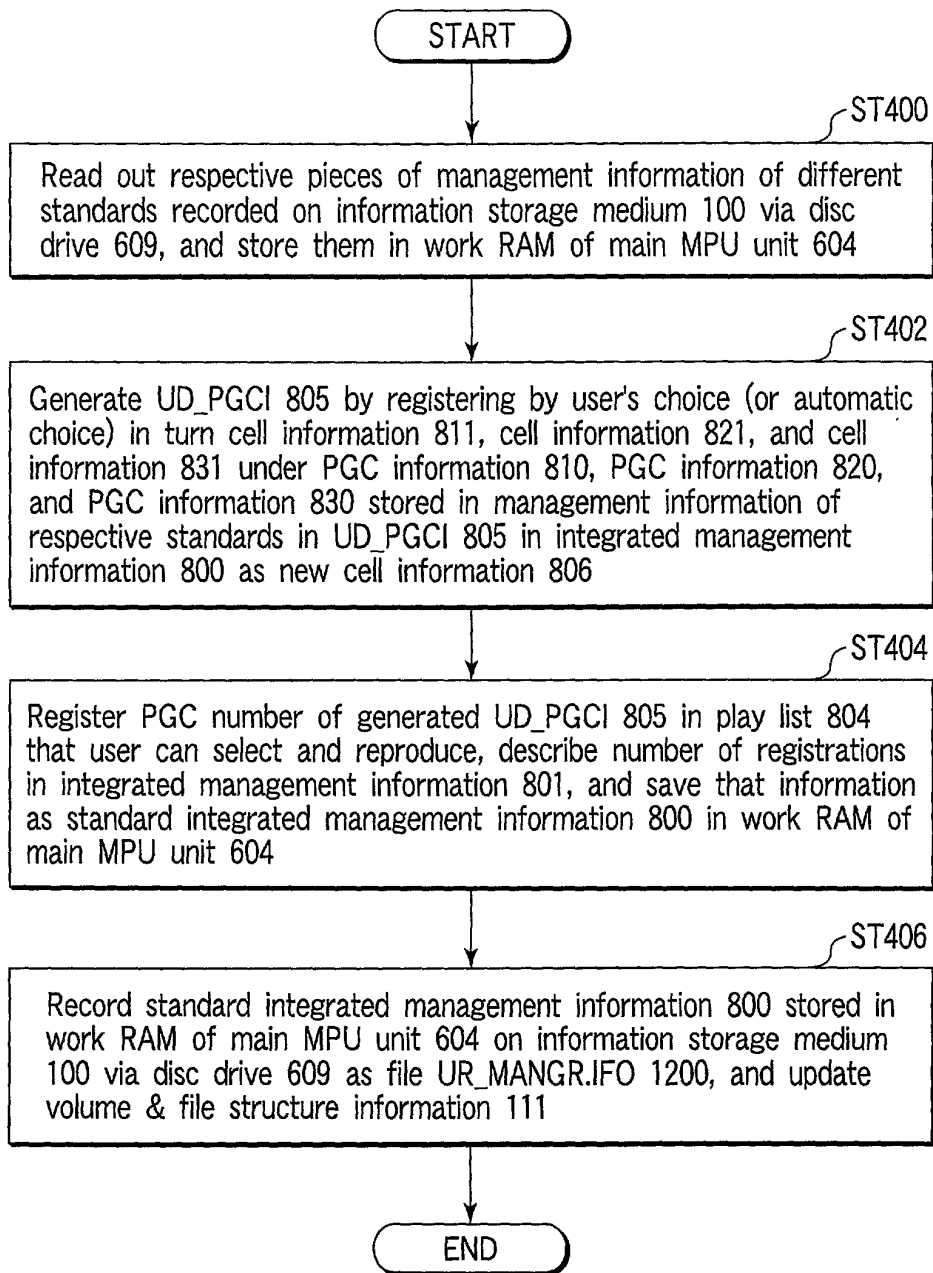 START
ST400
Read out respective pieces of management information of different
standards recorded on information storage medium 100 via disc
drive 609, and store them in work RAM of main MPU unit 604
ST402
Generate UD_PGCI 805 by registering by user's choice (or automatic
choice) in turn cell information 811, cell information 821, and cell
information 831 under PGC information 810, PGC information 820,
and PGC information 830 stored in management information of
respective standards in UD_PGCI 805 in integrated management
information 800 as new cell information 806
ST404
Register PGC number of generated UD_PGCI 805 in play list 804
that user can select and reproduce, describe number of registrations
in integrated management information 801, and save that information
as standard integrated management information 800 in work RAM of
main MPU unit 604
ST406
Record standard integrated management information 800 stored in
work RAM of main MPU unit 604 on information storage medium
100 via disc drive 609 as file UR_MANGR.IFO 1200, and update
volume & file structure information 111
END